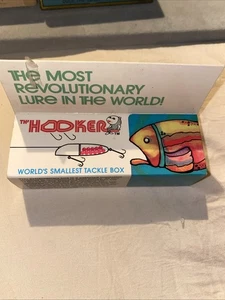 THE MOST
REVOLUTIONARY
LURE IN THE WORLD!
THE HOOKER
WORLD'S SMALLEST TACKLE BOX